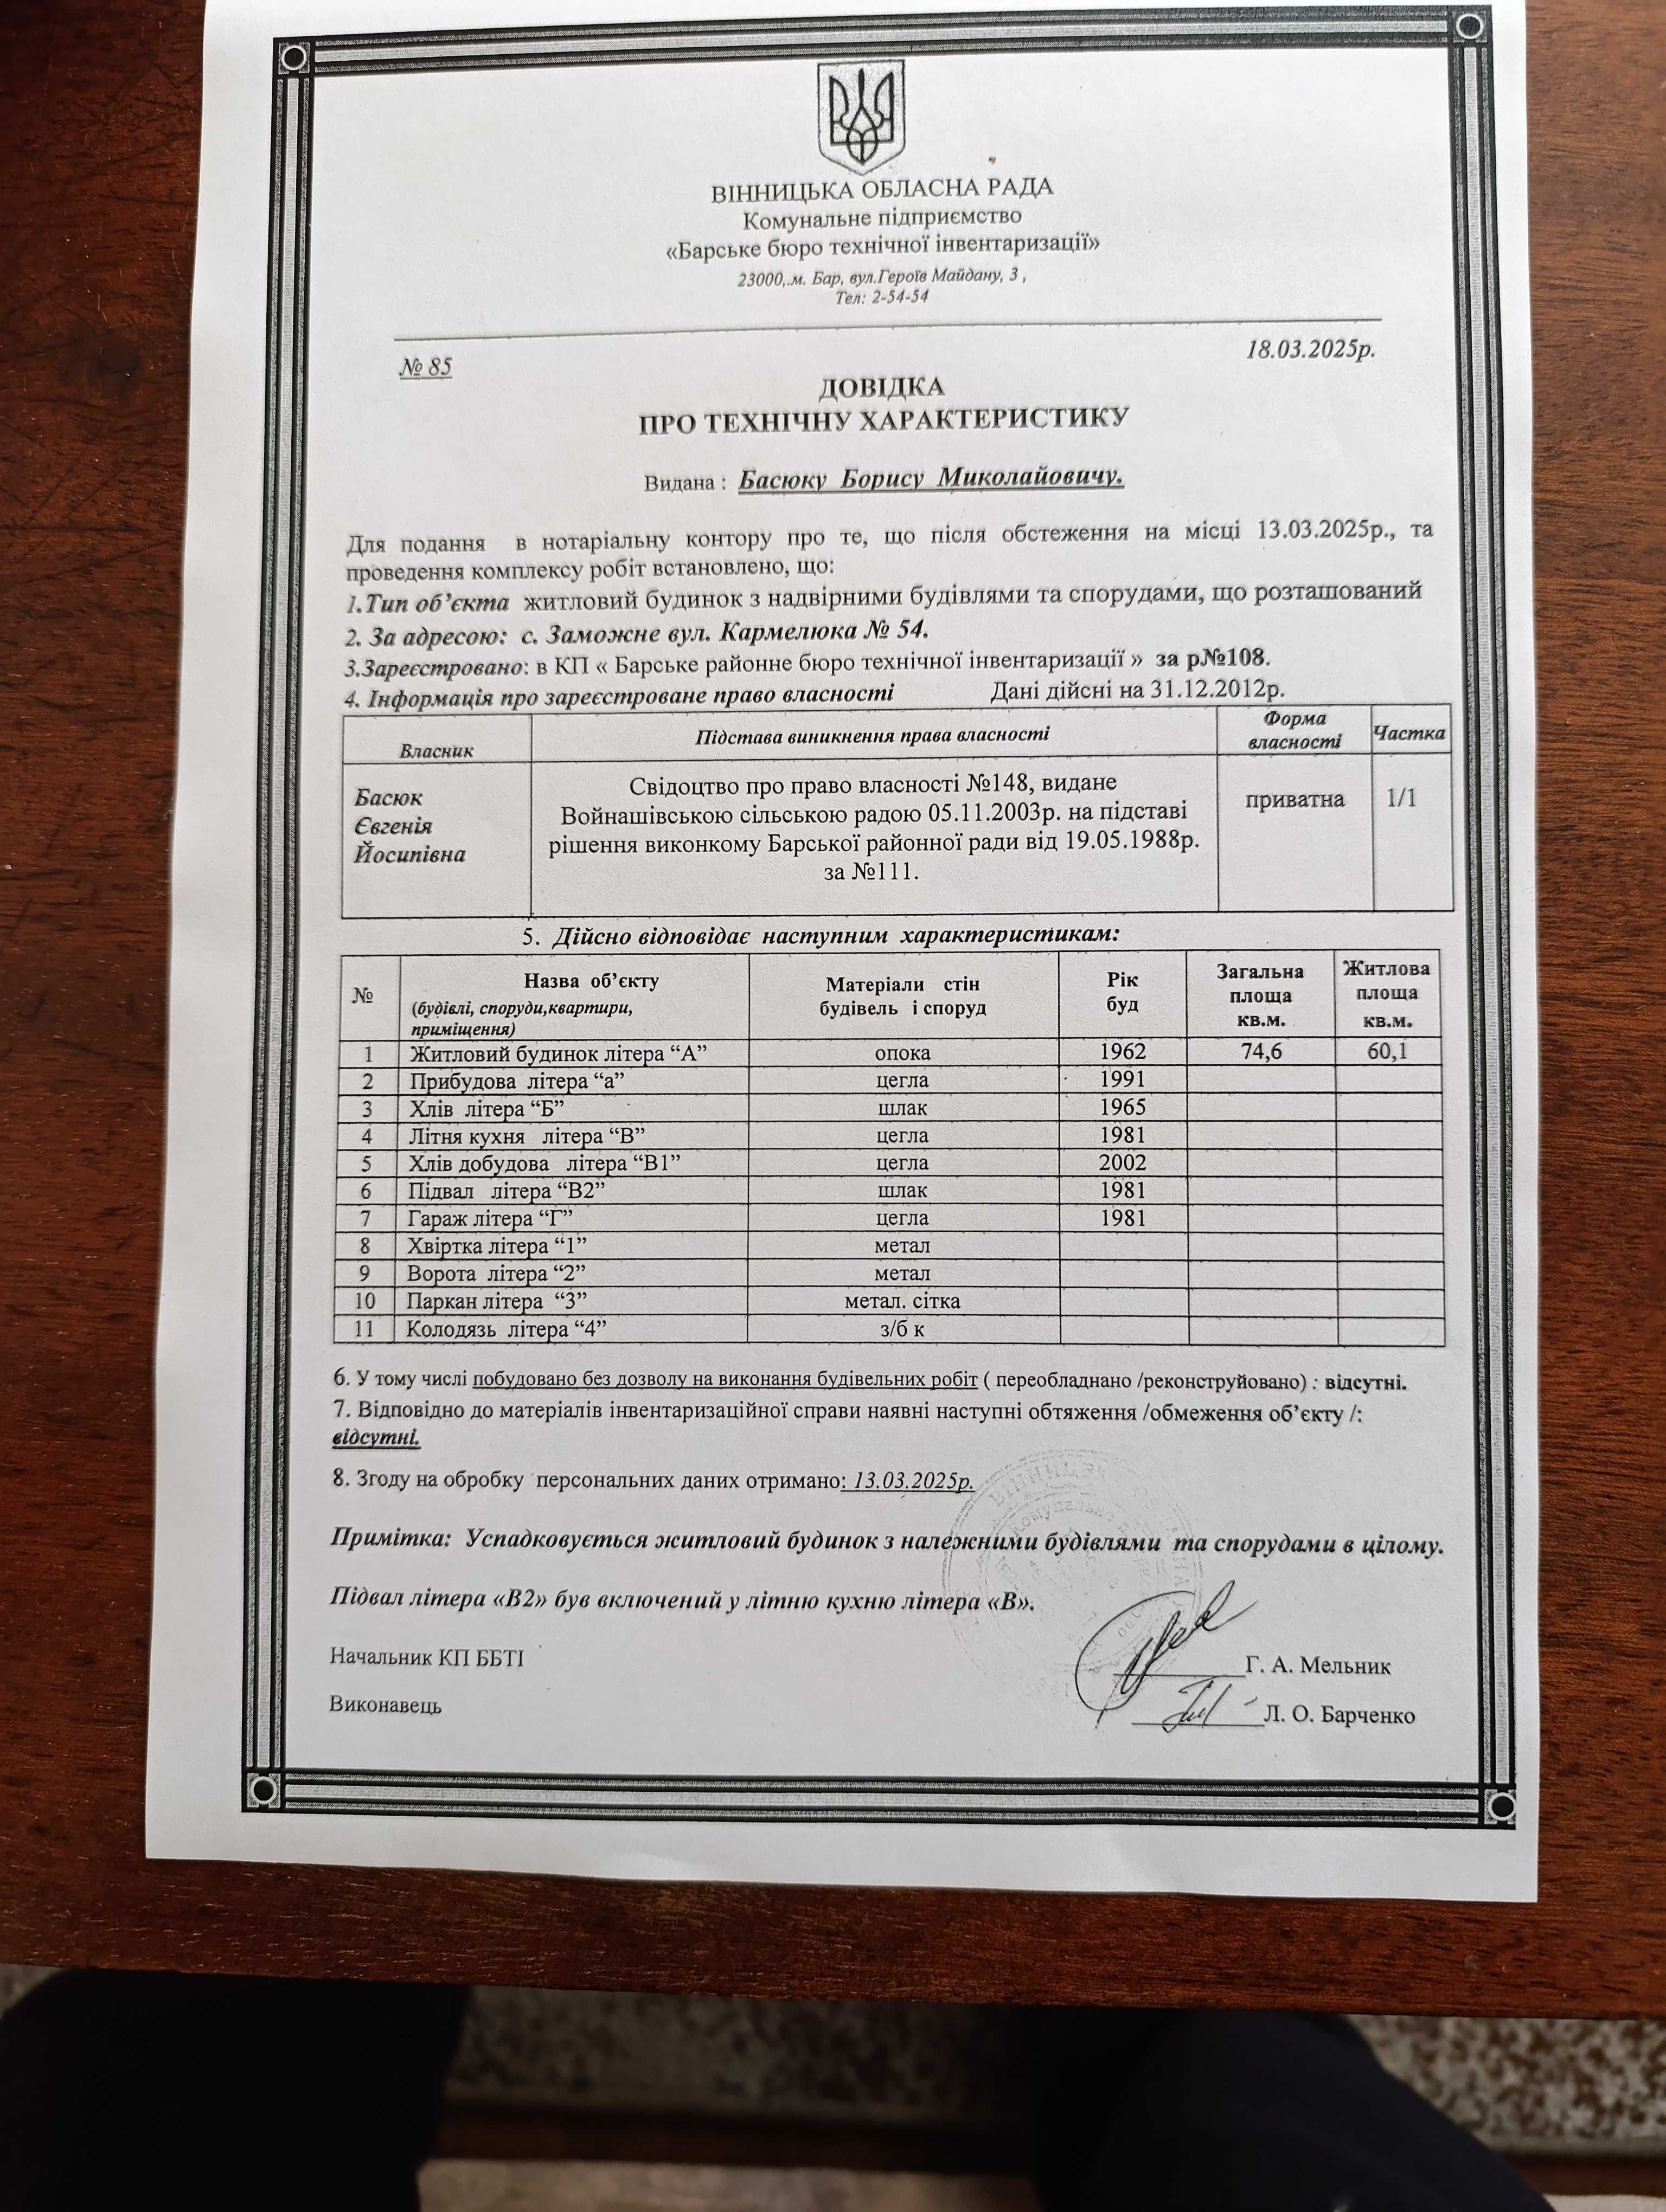 ВІННИЦЬКА ОБЛАСНА РАДА
Комунальне підприємство
«Барське бюро технічної інвентаризації»
23000,.м. Бар, вул.Героїв Майдану, 3 ,
Тел: 2-54-54
№ 85
18.03.2025р.
ДОВІДКА
ПРО ТЕХНІЧНУ ХАРАКТЕРИСТИКУ
Видана : Басюку Борису Миколайовичу.
Для подання в нотаріальну контору про те, що після обстеження на місці 13.03.2025р., та
проведення комплексу робіт встановлено, що:
1.Тип об’єкта житловий будинок з надвірними будівлями та спорудами, що розташований
2. За адресою: с. Заможне вул. Кармелюка № 54.
3.Зареєстровано: в КП « Барське районне бюро технічної інвентаризації » за р№108.
4. Інформація про зареєстроване право власності Дані дійсні на 31.12.2012р.
Власник Підстава виникнення права власності Форма власності Частка
Басюк
Євгенія
Йосипівна
Свідоцтво про право власності №148, видане
Войнашівською сільською радою 05.11.2003р. на підставі
рішення виконкому Барської районної ради від 19.05.1988р.
за №111.
приватна
1/1
5. Дійсно відповідає наступним характеристикам:
№
Назва об’єкту
(будівлі, споруди,квартири,
приміщення)
Матеріали стін
будівель і споруд
Рік
буд
Загальна
площа
кв.м.
Житлова
площа
кв.м.
1 Житловий будинок літера “А” опока 1962 74,6 60,1
2 Прибудова літера “а” цегла 1991
3 Хлів літера “Б” шлак 1965
4 Літня кухня літера “В” цегла 1981
5 Хлів добудова літера “В1” цегла 2002
6 Підвал літера “В2” шлак 1981
7 Гараж літера “Г” цегла 1981
8 Хвіртка літера “1” метал
9 Ворота літера “2” метал
10 Паркан літера “3” метал. сітка
11 Колодязь літера “4” з/б к
6. У тому числі побудовано без дозволу на виконання будівельних робіт ( переобладнано /реконструйовано) : відсутні.
7. Відповідно до матеріалів інвентаризаційної справи наявні наступні обтяження /обмеження об’єкту /:
відсутні.
8. Згоду на обробку персональних даних отримано: 13.03.2025р.
Примітка: Успадковується житловий будинок з належними будівлями та спорудами в цілому.
Підвал літера «В2» був включений у літню кухню літера «В».
Начальник КП ББТІ
Г. А. Мельник
Виконавець
Л. О. Барченко